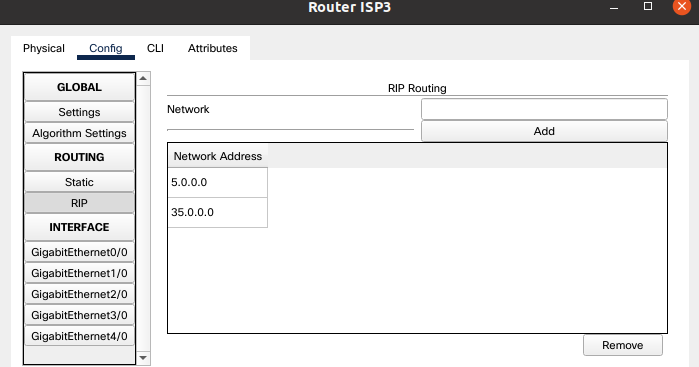 Router ISP3
Physical Config CLI Attributes
GLOBAL
Settings
Algorithm Settings
ROUTING
Static
RIP
INTERFACE
GigabitEthernet0/0
GigabitEthernet1/0
GigabitEthernet2/0
GigabitEthernet3/0
GigabitEthernet4/0
RIP Routing
Network
Add
Network Address
5.0.0.0
35.0.0.0
Remove